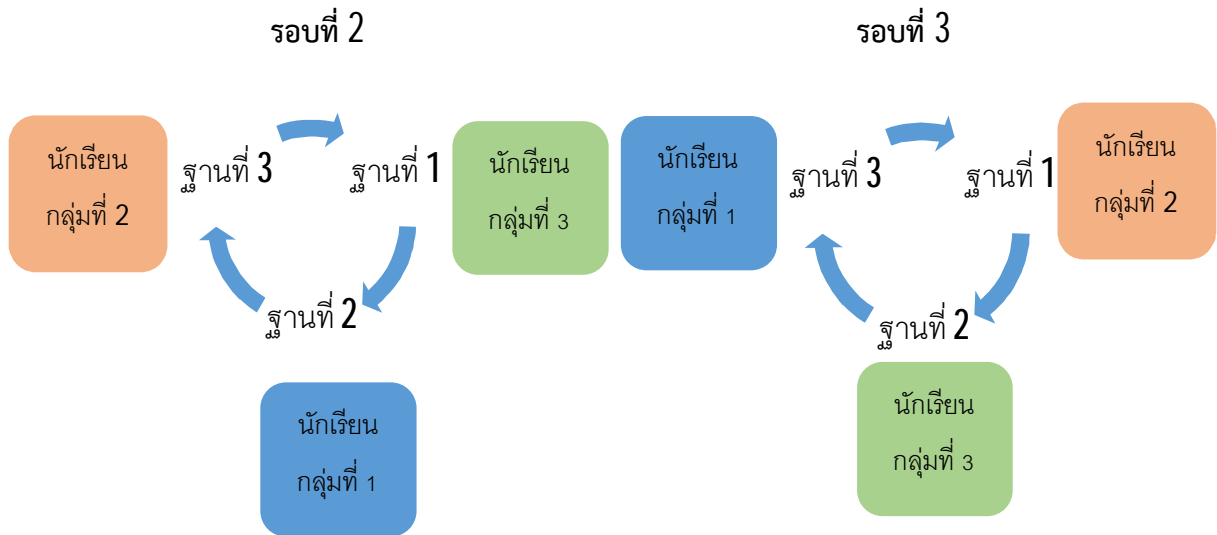 รอบที่ 2
นักเรียน
กลุ่มที่ 2
ฐานที่ 3
ฐานที่ 1
นักเรียน
กลุ่มที่ 3
ฐานที่ 2
นักเรียน
กลุ่มที่ 1
รอบที่ 3
นักเรียน
กลุ่มที่ 1
ฐานที่ 3
ฐานที่ 1
นักเรียน
กลุ่มที่ 2
ฐานที่ 2
นักเรียน
กลุ่มที่ 3